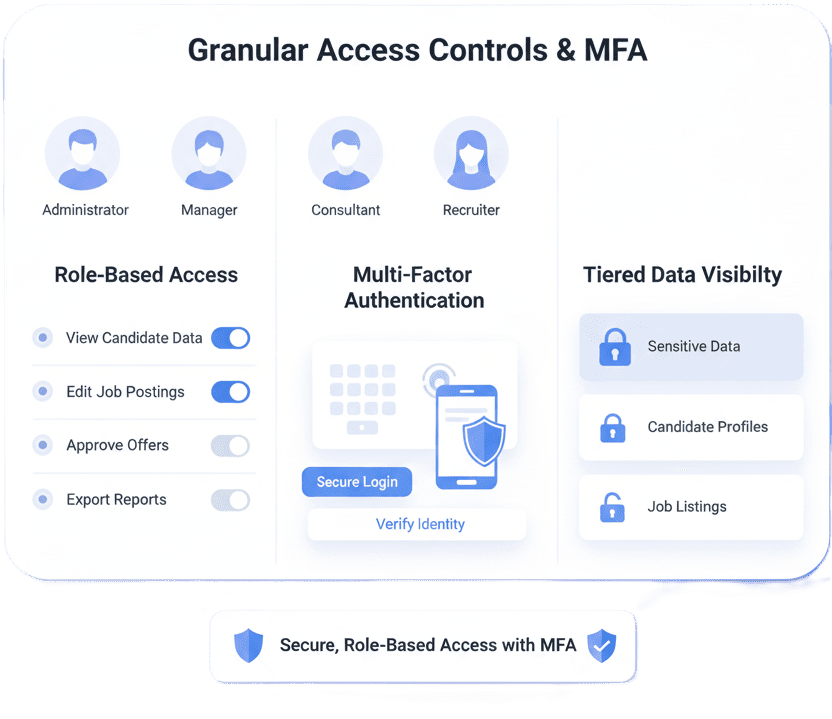 Granular Access Controls & MFA
Administrator
Manager
Consultant
Recruiter
Role-Based Access
View Candidate Data
Edit Job Postings
Approve Offers
Export Reports
Multi-Factor
Authentication
Secure Login
Verify Identity
Tiered Data Visibilty
Sensitive Data
Candidate Profiles
Job Listings
Secure, Role-Based Access with MFA